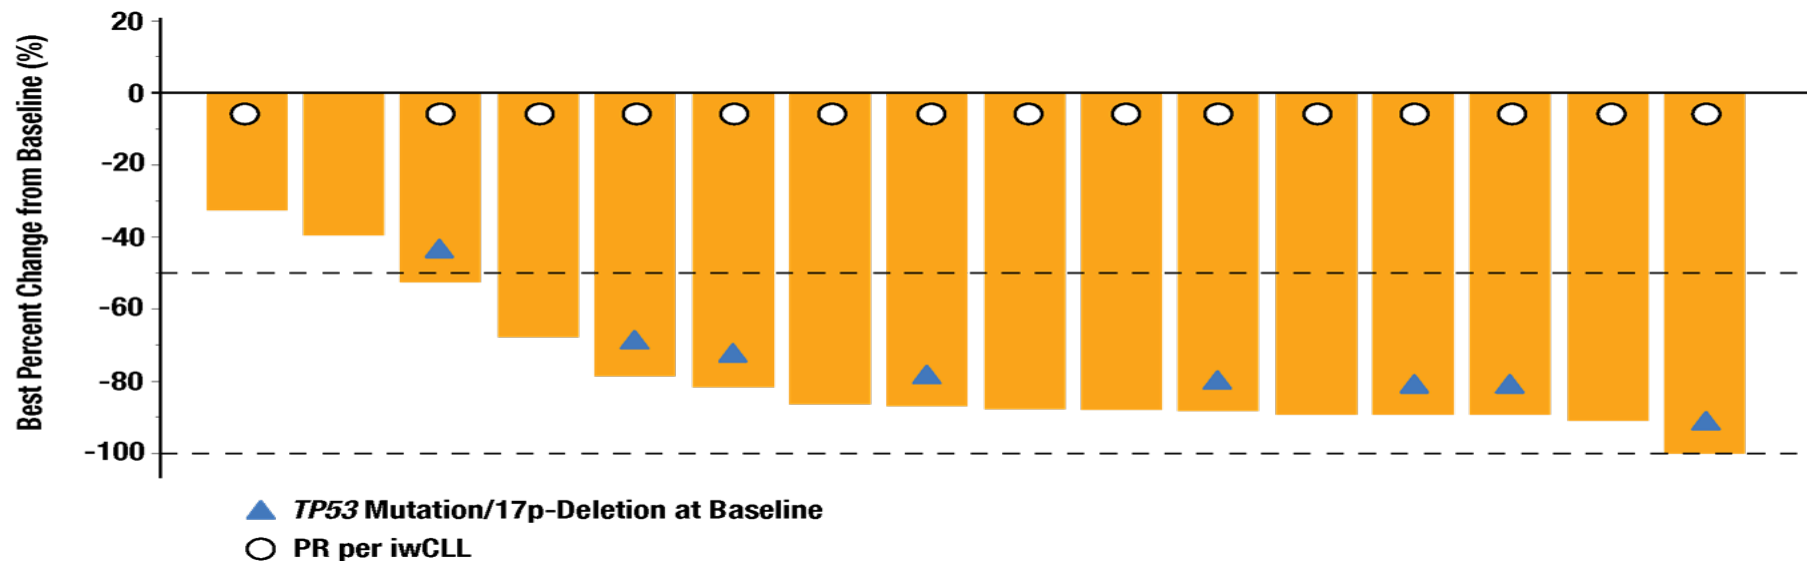 Best Percent Change from Baseline (%)
20
0
-20
-40
-60
-80
-100
TP53 Mutation/17p-Deletion at Baseline
PR per iwCLL